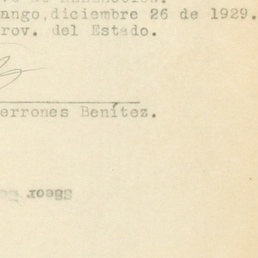 ango,diciembre 26 de 1929.
rov. del Estado.
errones Benítez.